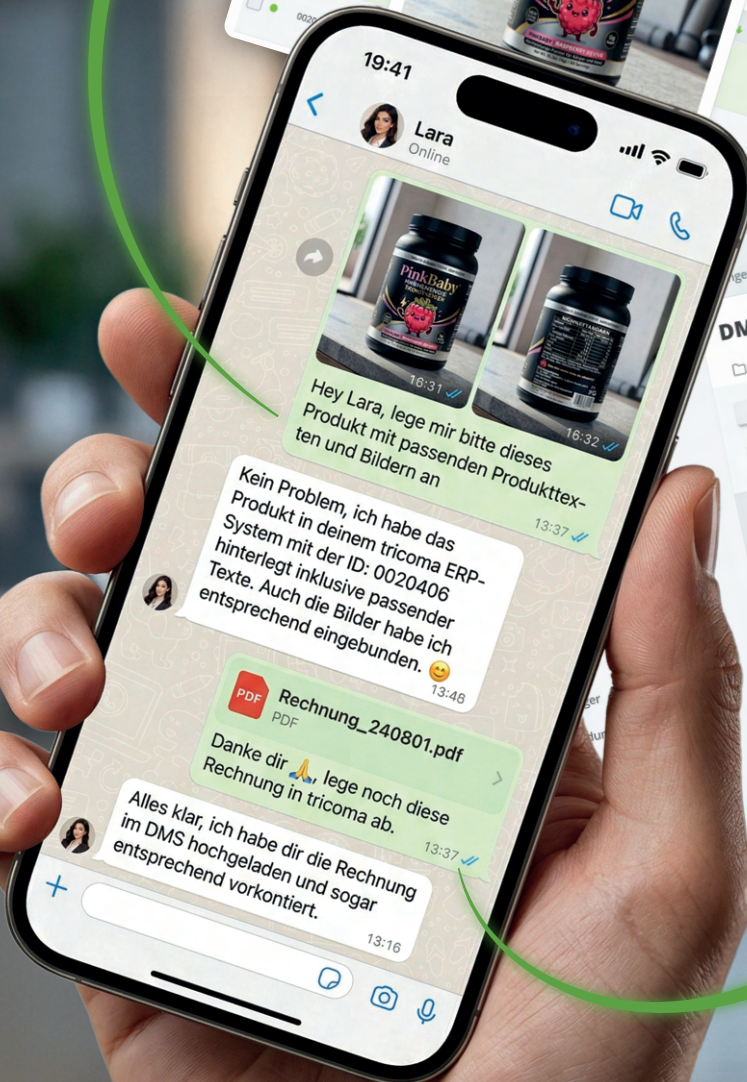 0020
19:41
Lara
Online
PinkBaby
16:31
16:32
Hey Lara, lege mir bitte dieses
Produkt mit passenden Produkttex-
ten und Bildern an
13:37
Kein Problem, ich habe das
Produkt in deinem tricoma ERP-
System mit der ID: 0020406
hinterlegt inklusive passender
Texte. Auch die Bilder habe ich
entsprechend eingebunden. 😊
13:46
PDF
Rechnung_240801.pdf
PDF
Danke dir 🙏, lege noch diese
Rechnung in tricoma ab.
13:37
Alles klar, ich habe dir die Rechnung
im DMS hochgeladen und sogar
entsprechend vorkontiert.
13:16
DM